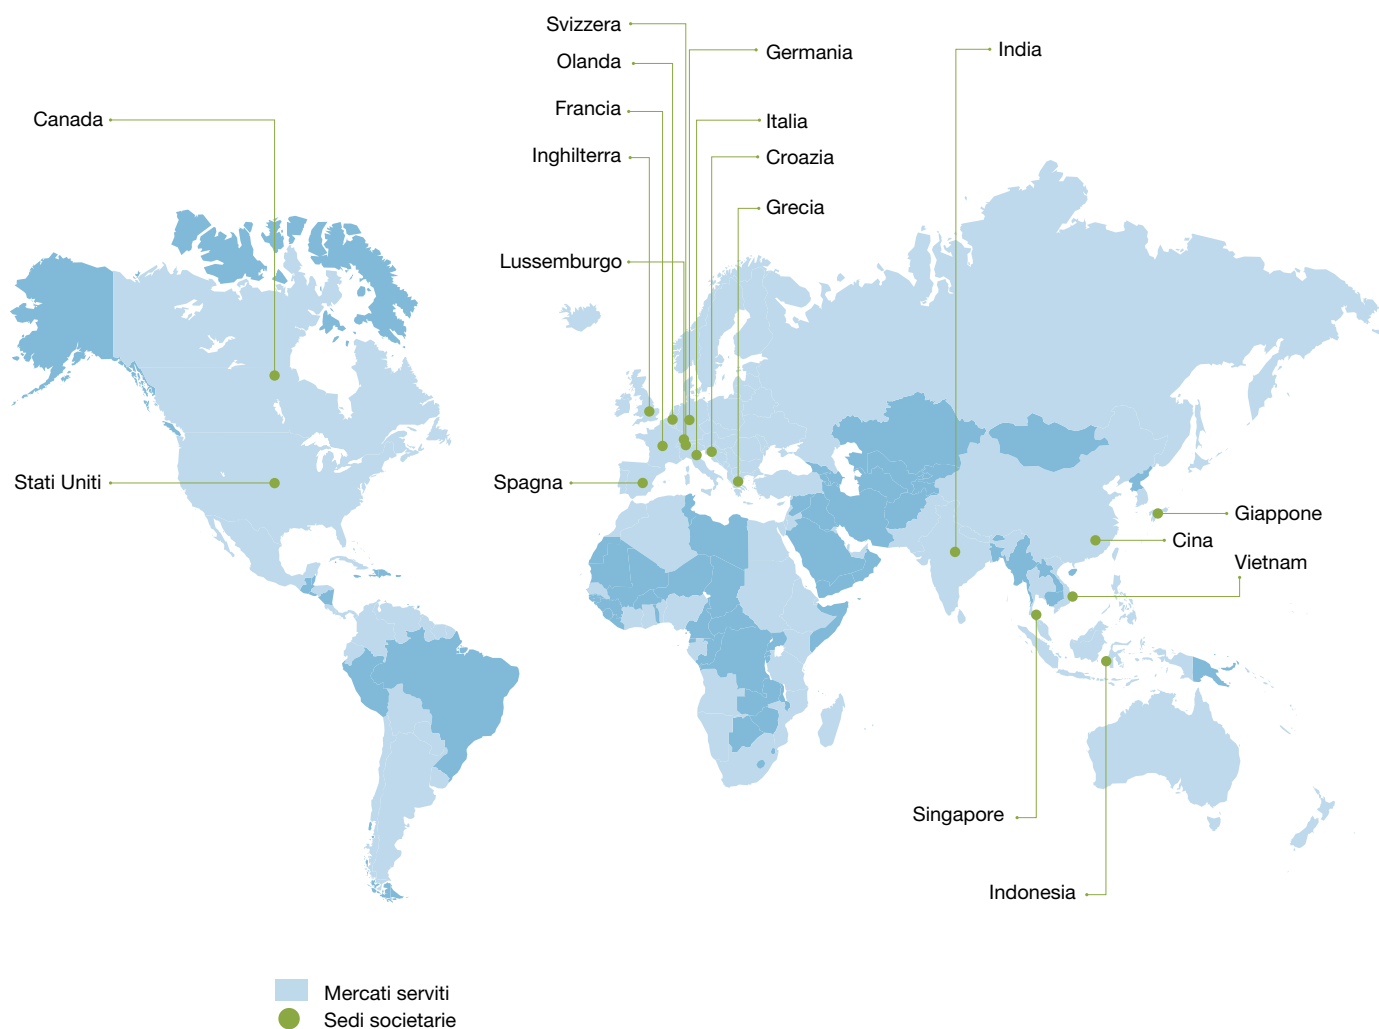 Svizzera
Germania
India
Olanda
Francia
Canada
Italia
Inghilterra
Croazia
Grecia
Lussemburgo
Stati Uniti
Spagna
Giappone
Cina
Vietnam
Singapore
Indonesia
Mercati serviti
Sedi societarie